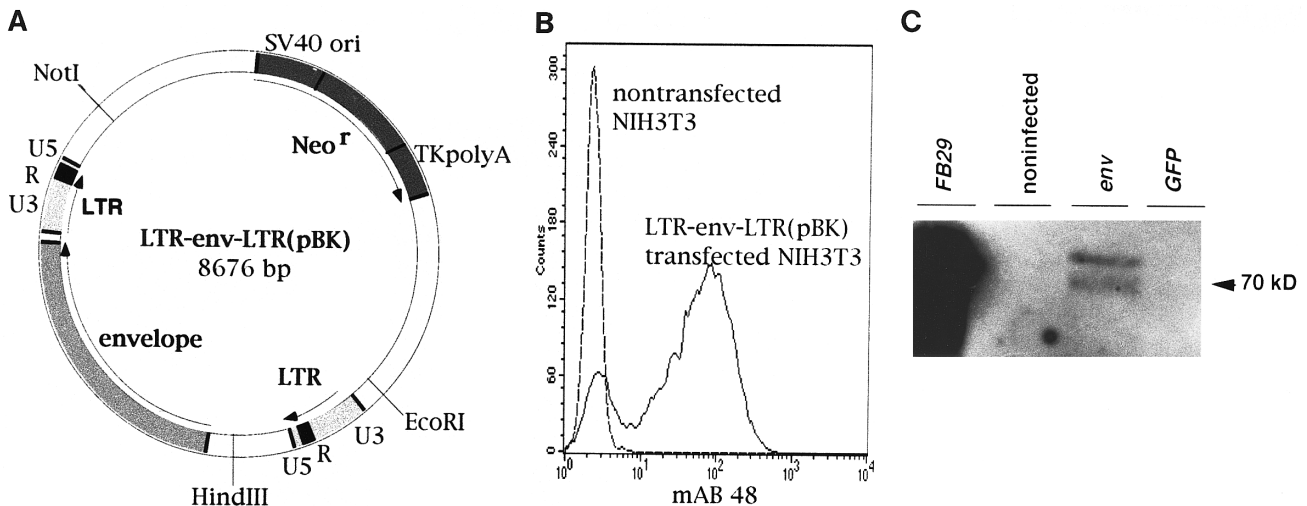 A
SV40 ori
NotI
Neo r
TKpolyA
U5
R
U3
LTR
LTR-env-LTR(pBK)
8676 bp
envelope
LTR
EcoRI
U3
R
U5
HindIII
B
300
240
180
120
60
0
Counts
nontransfected
NIH3T3
LTR-env-LTR(pBK)
transfected NIH3T3
10^0 10^1 10^2 10^3 10^4
mAB 48
C
FB29
noninfected
env
GFP
70 kD